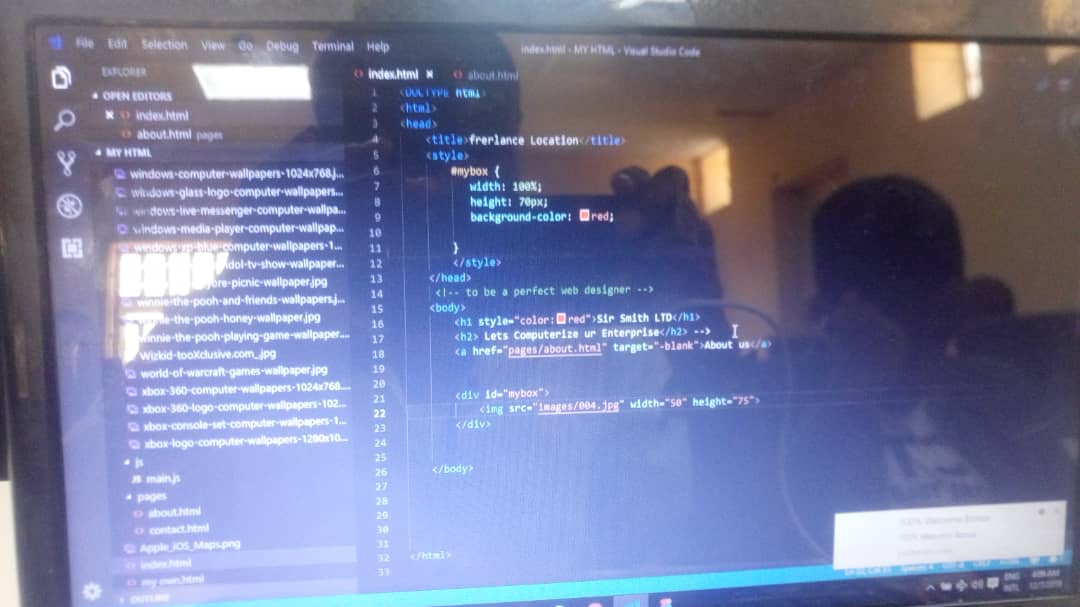 File Edit Selection View Go Debug Terminal Help
index.html - MY HTML - Visual Studio Code
EXPLORER
OPEN EDITORS
index.html
about.html pages
MY HTML
windows-computer-wallpapers-1024x768.j...
windows-glass-logo-computer-wallpapers...
windows-live-messenger-computer-wallpa...
windows-media-player-computer-wallpap...
windows-xp-blue-computer-wallpapers-1...
idol-tv-show-wallpaper...
ore-picnic-wallpaper.jpg
winnie-the-pooh-and-friends-wallpapers.j...
nie-the-pooh-honey-wallpaper.jpg
winnie-the-pooh-playing-game-wallpaper....
Wizkid-tooXclusive.com_.jpg
world-of-warcraft-games-wallpaper.jpg
xbox-360-computer-wallpapers-1024x768....
xbox-360-logo-computer-wallpapers-102...
xbox-console-set-computer-wallpapers-1...
xbox-logo-computer-wallpapers-1280x10...
js
JS main.js
pages
about.html
contact.html
Apple_iOS_Maps.png
index.html
my own.html
OUTLINE
index.html about.html
1 <DOCTYPE html>
2 <html>
3 <head>
4 <title>frerlance Location</title>
5 <style>
6 #mybox {
7 width: 100%;
8 height: 70px;
9 background-color: red;
10
11 }
12 </style>
13 </head>
14 <!-- to be a perfect web designer -->
15 <body>
16 <h1 style="color:red">Sir Smith LTD</h1>
17 <h2> Lets Computerize ur Enterprise</h2> -->
18 <a href="pages/about.html" target="-blank">About us</a>
19
20
21 <div id="mybox">
22 <img src="images/004.jpg" width="50" height="75">
23 </div>
24
25
26 </body>
27
28
29
30
31
32 </html>
33
100% Welcome Bonus
ENG
INTL